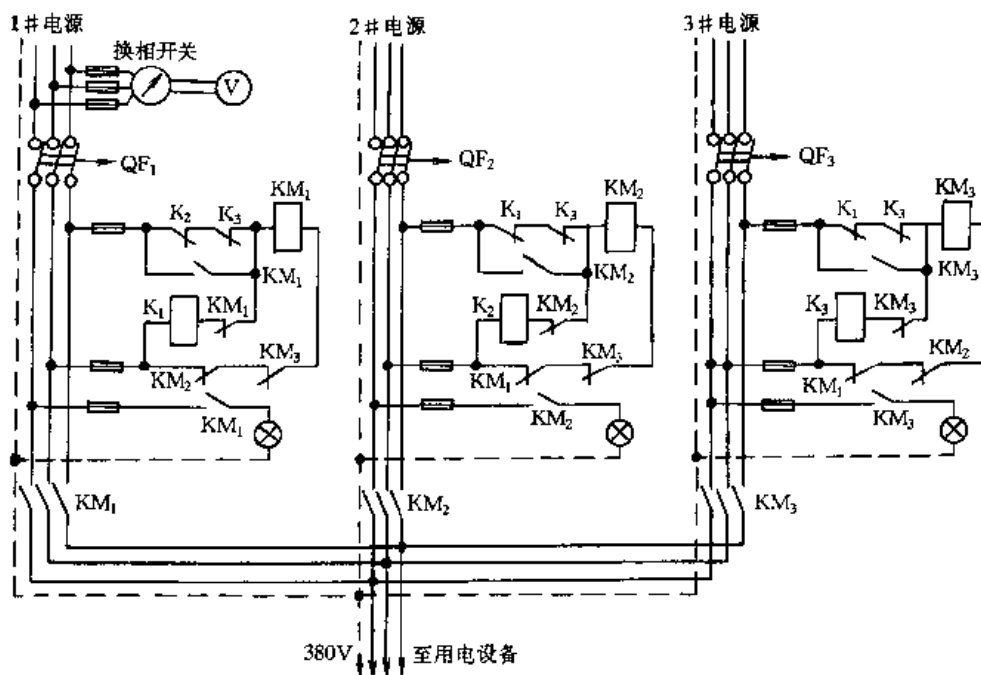 1#电源
2#电源
3#电源
换相开关
V
QF₁
QF₂
QF₃
KM₁
K₂
K₃
KM₁
K₁
KM₁
KM₂
KM₃
KM₁
KM₂
K₁
K₃
KM₂
K₂
KM₂
KM₁
KM₃
KM₂
KM₃
K₁
K₃
KM₃
K₃
KM₃
KM₁
KM₂
KM₃
KM₁
KM₂
KM₃
380V
至用电设备